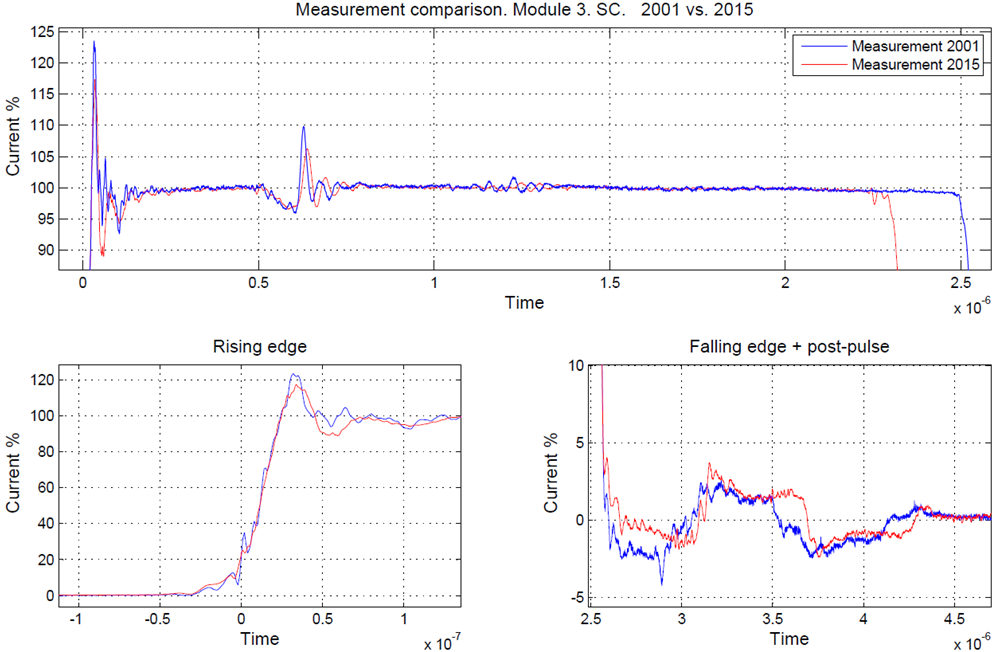 Measurement comparison. Module 3. SC. 2001 vs. 2015
125
120
115
110
105
100
95
90
Current %
Measurement 2001
Measurement 2015
0 0.5 1 1.5 2 2.5
Time
x 10^-6
Rising edge
120
100
80
60
40
20
0
Current %
-1 -0.5 0 0.5 1
Time
x 10^-7
Falling edge + post-pulse
10
5
0
-5
Current %
2.5 3 3.5 4 4.5
Time
x 10^-6